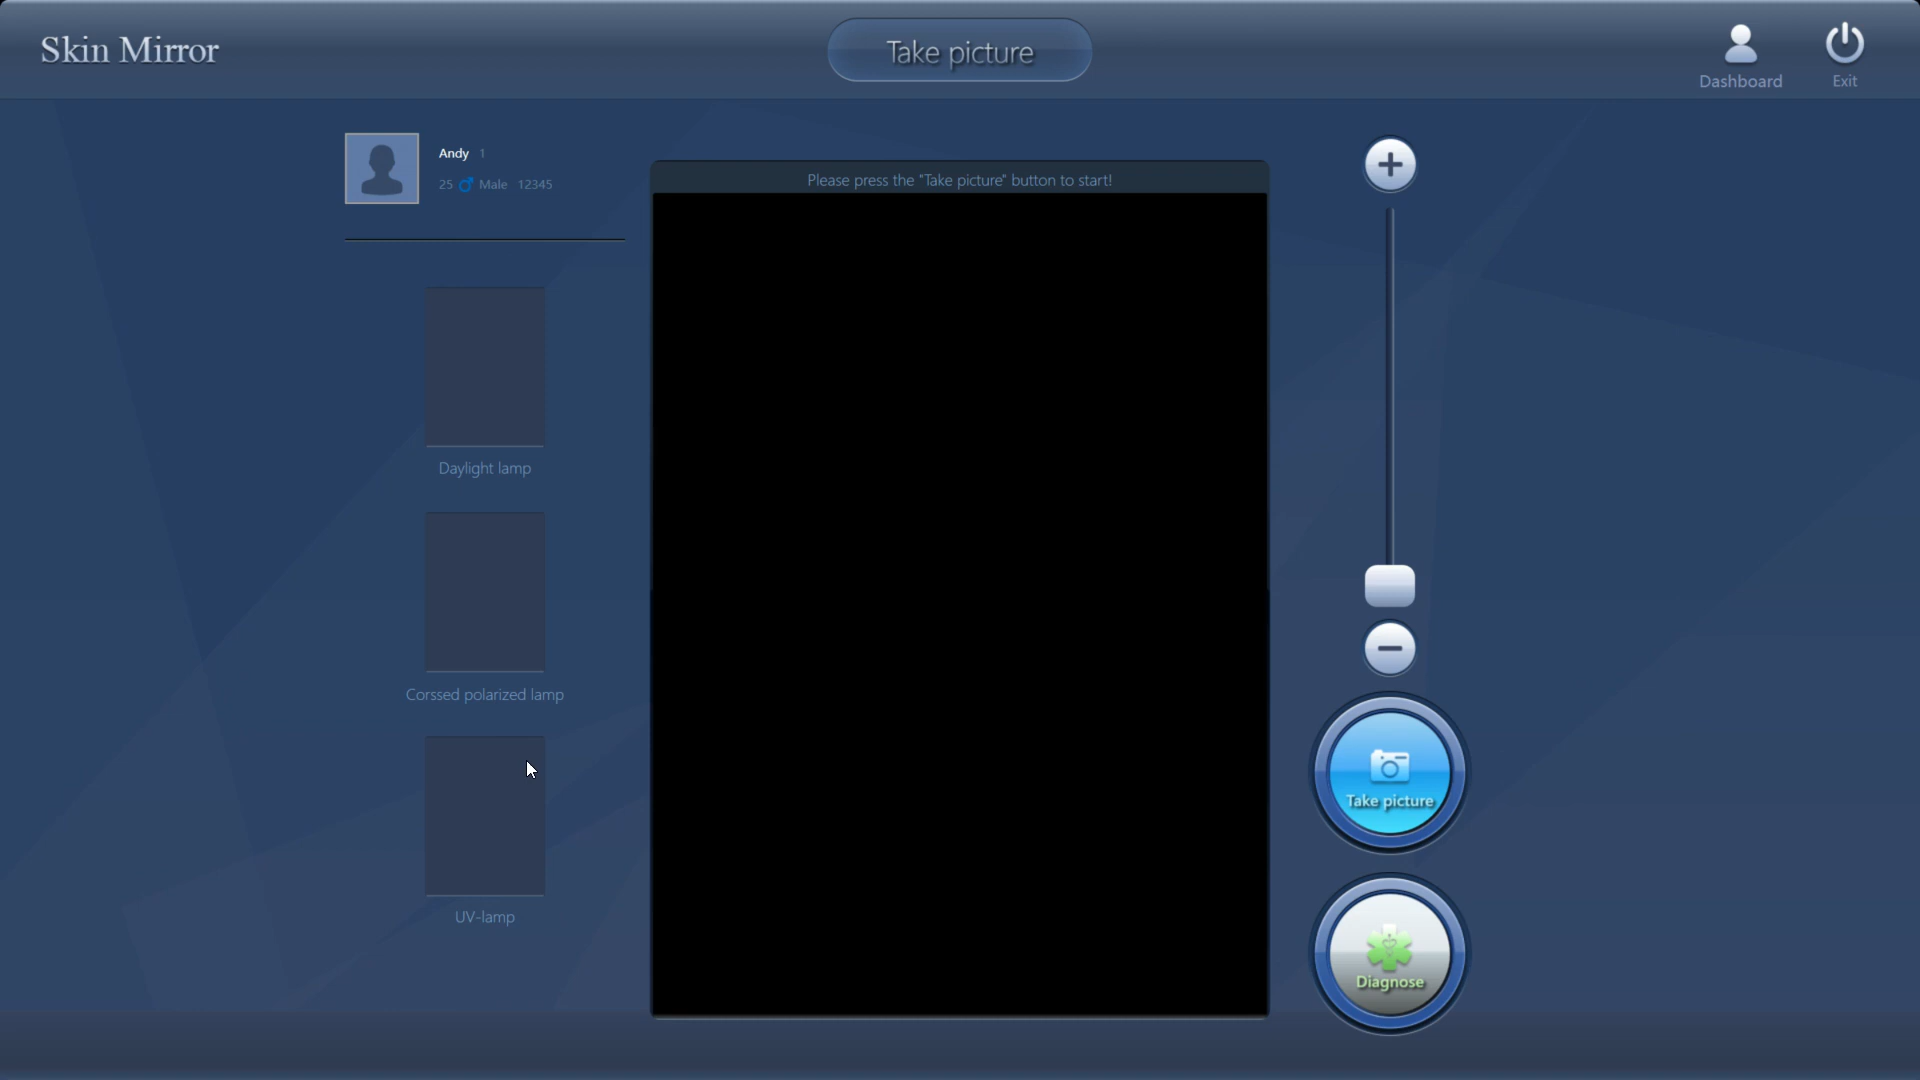 Skin Mirror
Take picture
Dashboard
Exit
Andy 1
25 Male 12345
Please press the "Take picture" button to start!
Daylight lamp
Corssed polarized lamp
UV-lamp
Take picture
Diagnose